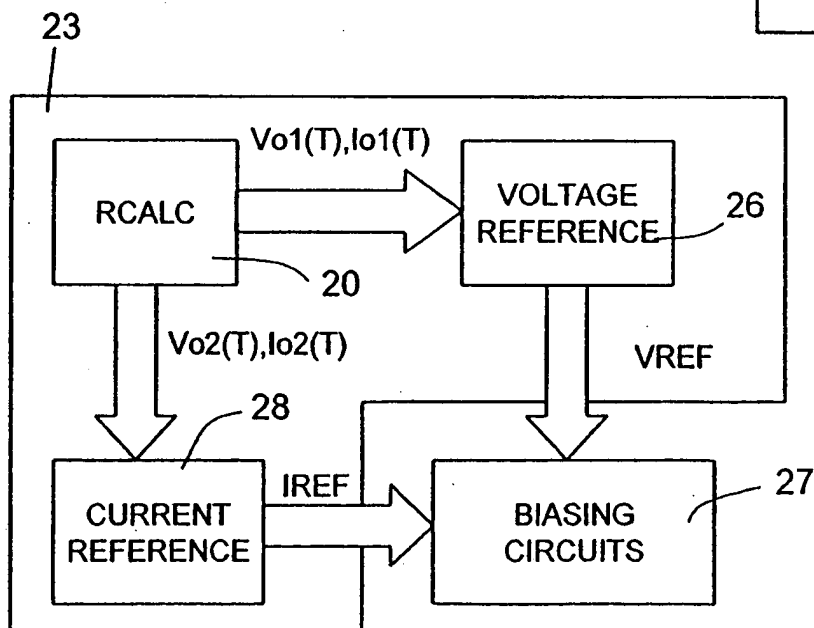 23
Vo1(T),Io1(T)
RCALC
VOLTAGE
REFERENCE
26
20
Vo2(T),Io2(T)
VREF
28
IREF
CURRENT
REFERENCE
BIASING
CIRCUITS
27